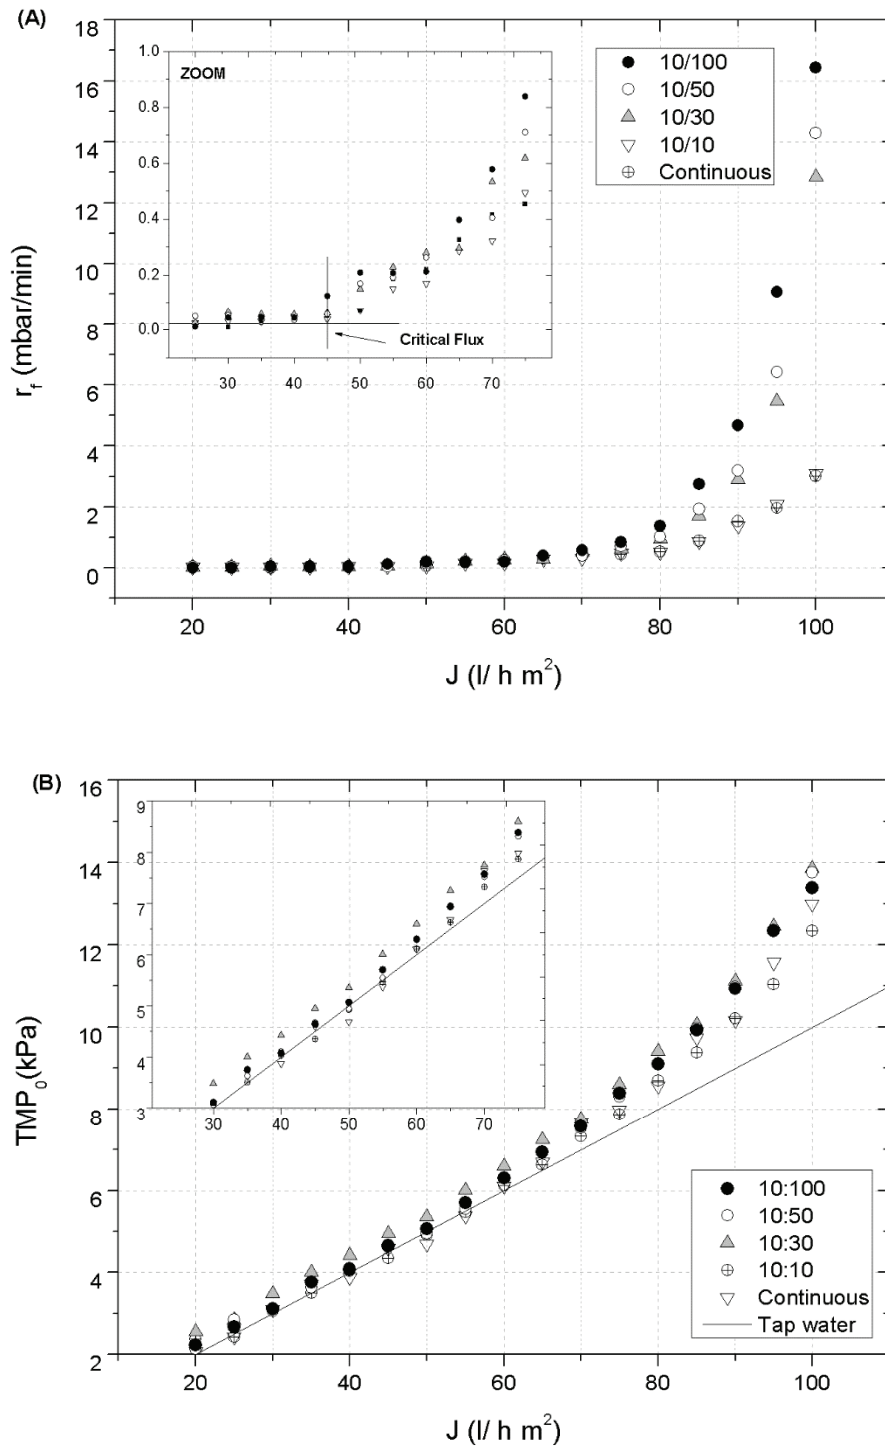 (A)
18
16
14
12
10
8
6
4
2
0
r_f (mbar/min)
20 40 60 80 100
J (l/ h m²)
ZOOM
1.0
0.8
0.6
0.4
0.2
0.0
30 40 50 60 70
Critical Flux
10/100
10/50
10/30
10/10
Continuous
(B)
16
14
12
10
8
6
4
2
TMP₀(kPa)
20 40 60 80 100
J (l/ h m²)
9
8
7
6
5
4
3
30 40 50 60 70
10:100
10:50
10:30
10:10
Continuous
Tap water